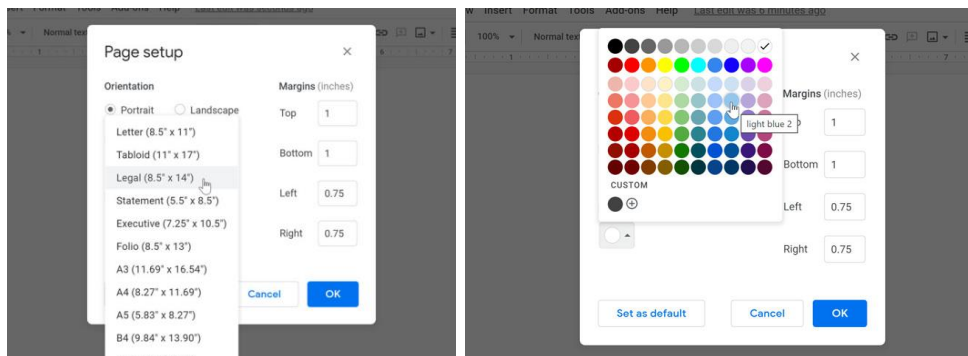 Page setup
Orientation
Margins (inches)
Portrait
Landscape
Top 1
Letter (8.5" x 11")
Tabloid (11" x 17")
Bottom 1
Legal (8.5" x 14")
Left 0.75
Statement (5.5" x 8.5")
Executive (7.25" x 10.5")
Right 0.75
Folio (8.5" x 13")
A3 (11.69" x 16.54")
A4 (8.27" x 11.69")
Cancel
OK
A5 (5.83" x 8.27")
B4 (9.84" x 13.90")
w Insert Format Tools Add-ons Help Last edit was 6 minutes ago
100% Normal tex
Margins (inches)
1
light blue 2
Bottom 1
CUSTOM
Left 0.75
Right 0.75
Set as default
Cancel
OK